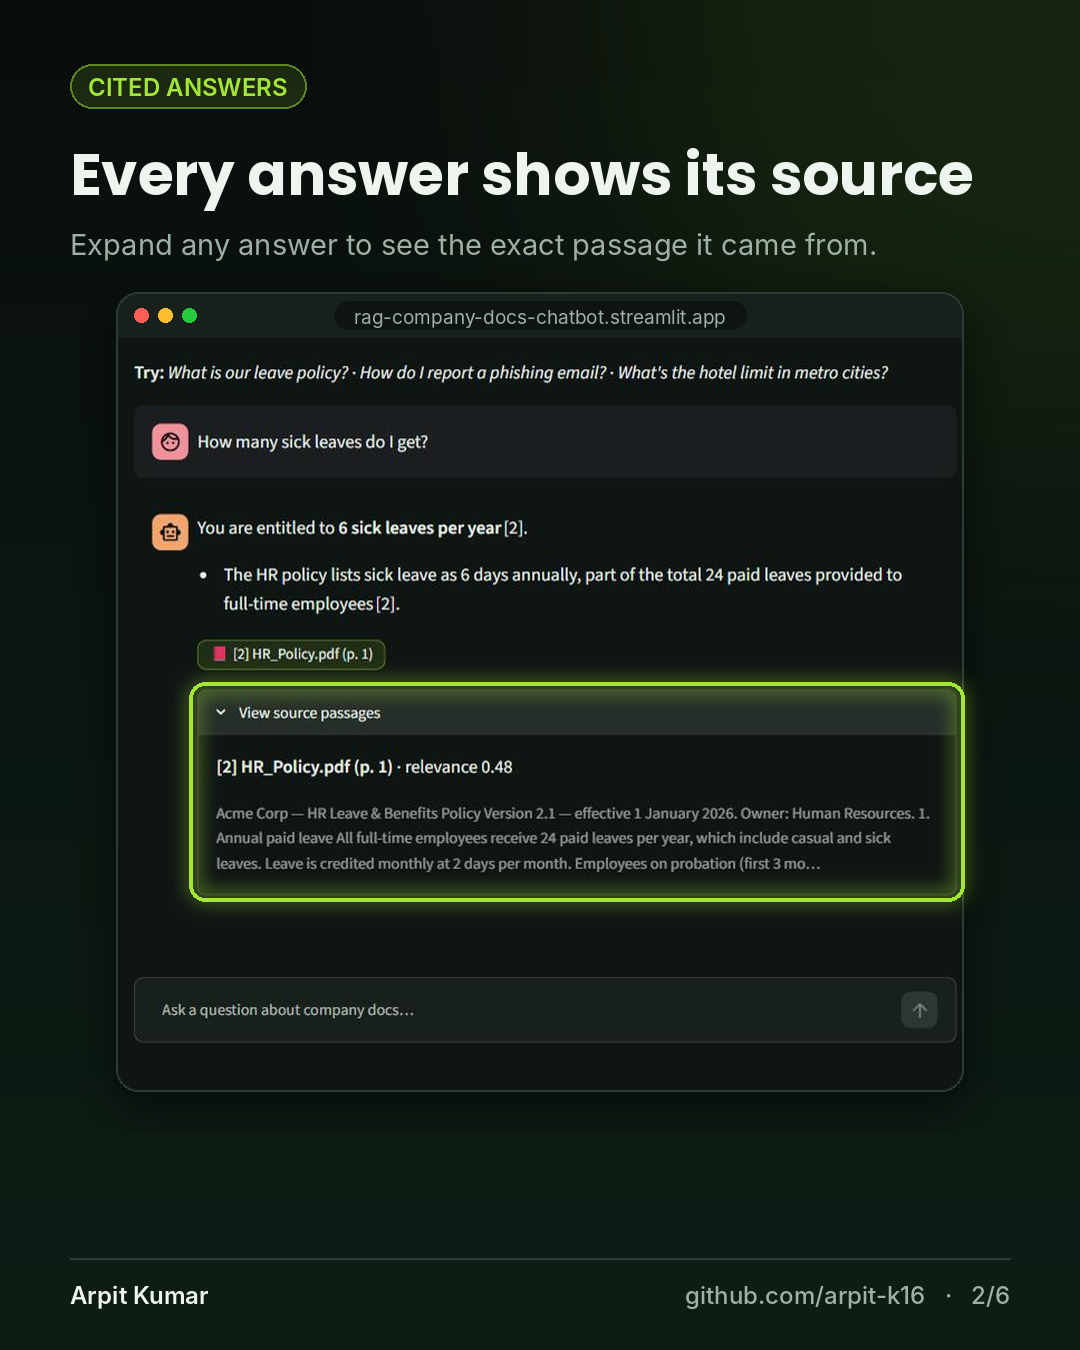 CITED ANSWERS
Every answer shows its source
Expand any answer to see the exact passage it came from.
rag-company-docs-chatbot.streamlit.app
Try: What is our leave policy? · How do I report a phishing email? · What's the hotel limit in metro cities?
How many sick leaves do I get?
You are entitled to 6 sick leaves per year [2].
• The HR policy lists sick leave as 6 days annually, part of the total 24 paid leaves provided to
full-time employees [2].
[2] HR_Policy.pdf (p. 1)
View source passages
[2] HR_Policy.pdf (p. 1) · relevance 0.48
Acme Corp — HR Leave & Benefits Policy Version 2.1 — effective 1 January 2026. Owner: Human Resources. 1.
Annual paid leave All full-time employees receive 24 paid leaves per year, which include casual and sick
leaves. Leave is credited monthly at 2 days per month. Employees on probation (first 3 mo…
Ask a question about company docs…
Arpit Kumar
github.com/arpit-k16 · 2/6